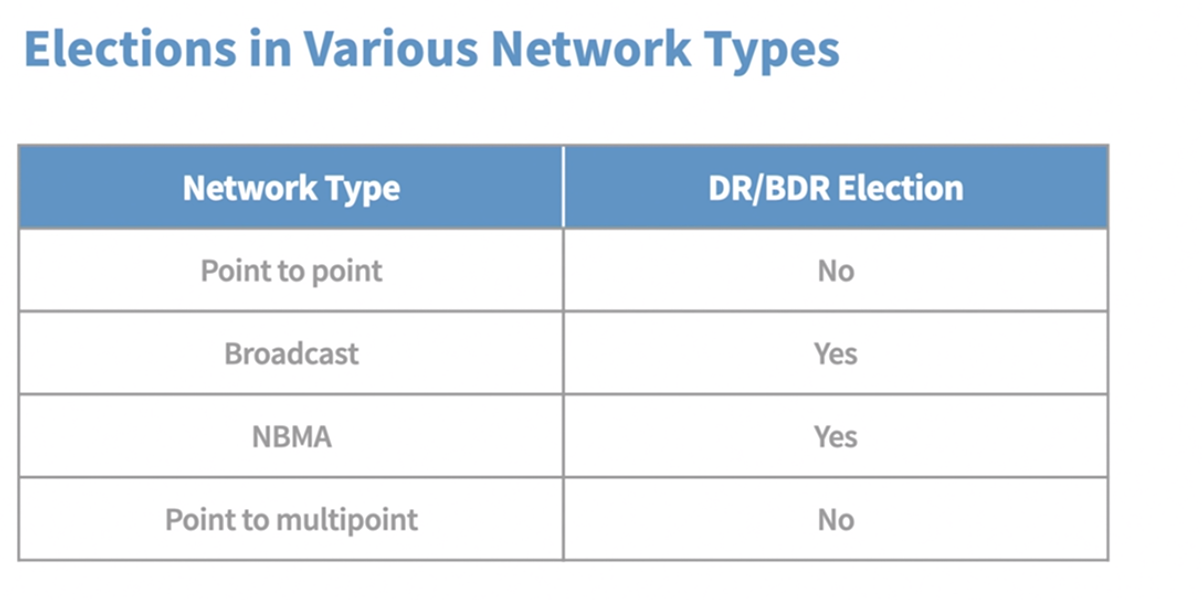 Elections in Various Network Types
Network Type DR/BDR Election
Point to point No
Broadcast Yes
NBMA Yes
Point to multipoint No